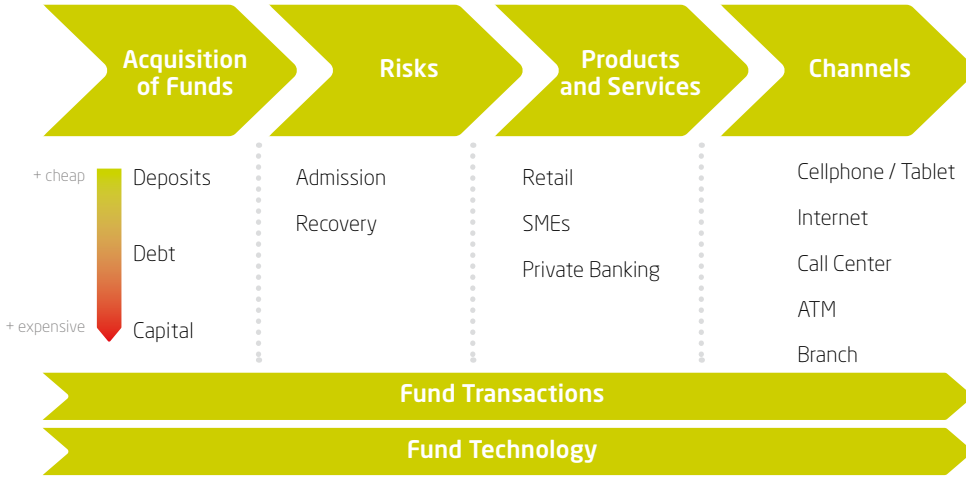 Acquisition
of Funds
Risks
Products
and Services
Channels
+ cheap
Deposits
Debt
+ expensive
Capital
Admission
Recovery
Retail
SMEs
Private Banking
Cellphone / Tablet
Internet
Call Center
ATM
Branch
Fund Transactions
Fund Technology